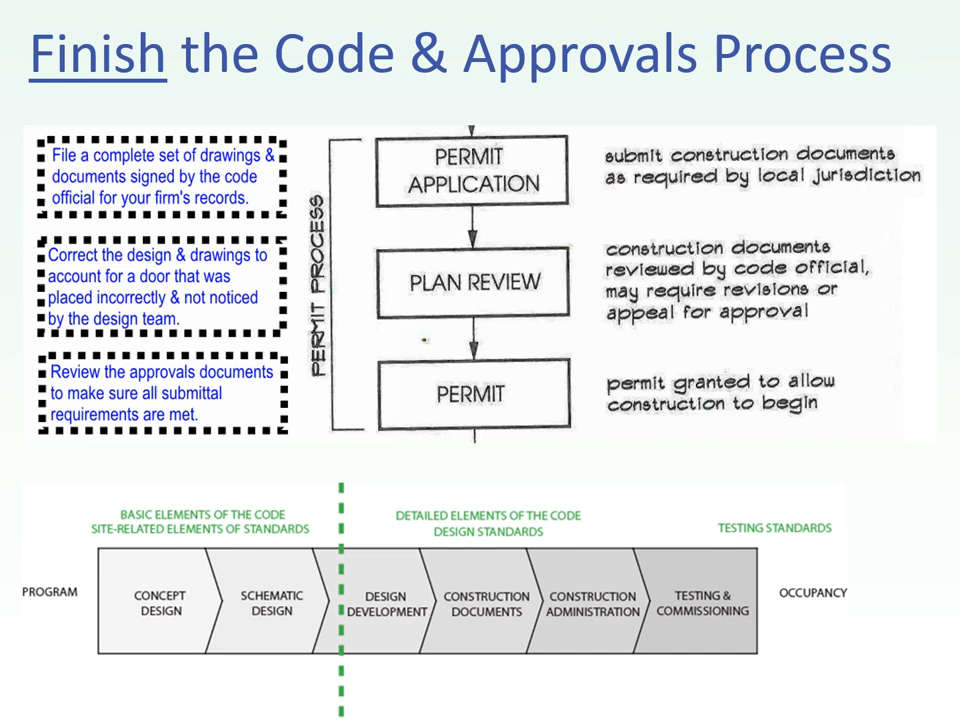 Finish the Code & Approvals Process
File a complete set of drawings &
documents signed by the code
official for your firm's records.
Correct the design & drawings to
account for a door that was
placed incorrectly & not noticed
by the design team.
Review the approvals documents
to make sure all submittal
requirements are met.
PERMIT PROCESS
PERMIT
APPLICATION
submit construction documents
as required by local jurisdiction
PLAN REVIEW
construction documents
reviewed by code official,
may require revisions or
appeal for approval
PERMIT
permit granted to allow
construction to begin
BASIC ELEMENTS OF THE CODE
SITE-RELATED ELEMENTS OF STANDARDS
DETAILED ELEMENTS OF THE CODE
DESIGN STANDARDS
TESTING STANDARDS
PROGRAM
CONCEPT
DESIGN
SCHEMATIC
DESIGN
DESIGN
DEVELOPMENT
CONSTRUCTION
DOCUMENTS
CONSTRUCTION
ADMINISTRATION
TESTING &
COMMISSIONING
OCCUPANCY